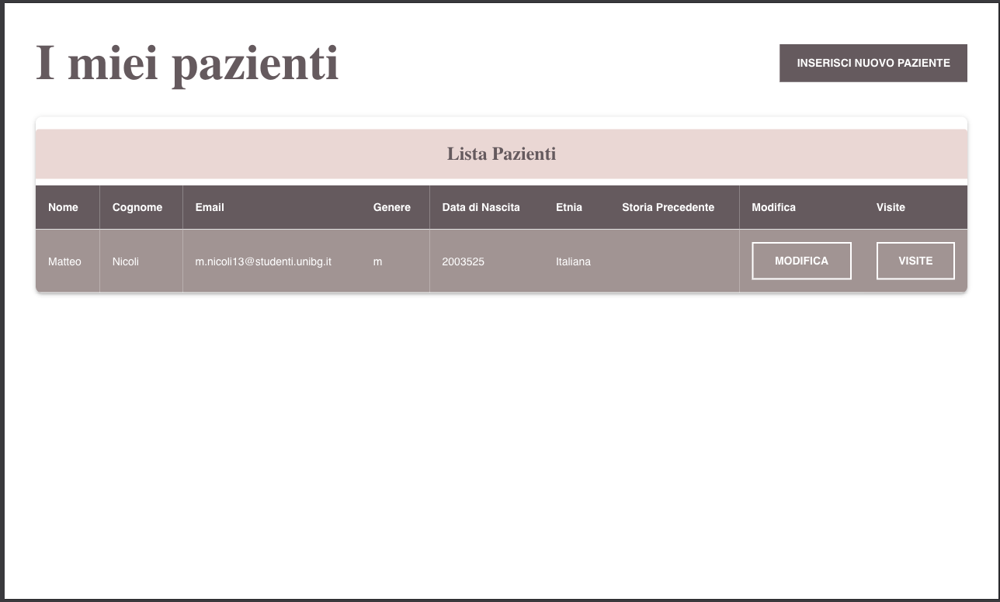 I miei pazienti
INSERISCI NUOVO PAZIENTE
Lista Pazienti
Nome Cognome Email Genere Data di Nascita Etnia Storia Precedente Modifica Visite
Matteo Nicoli m.nicoli13@studenti.unibg.it m 2003525 Italiana MODIFICA VISITE